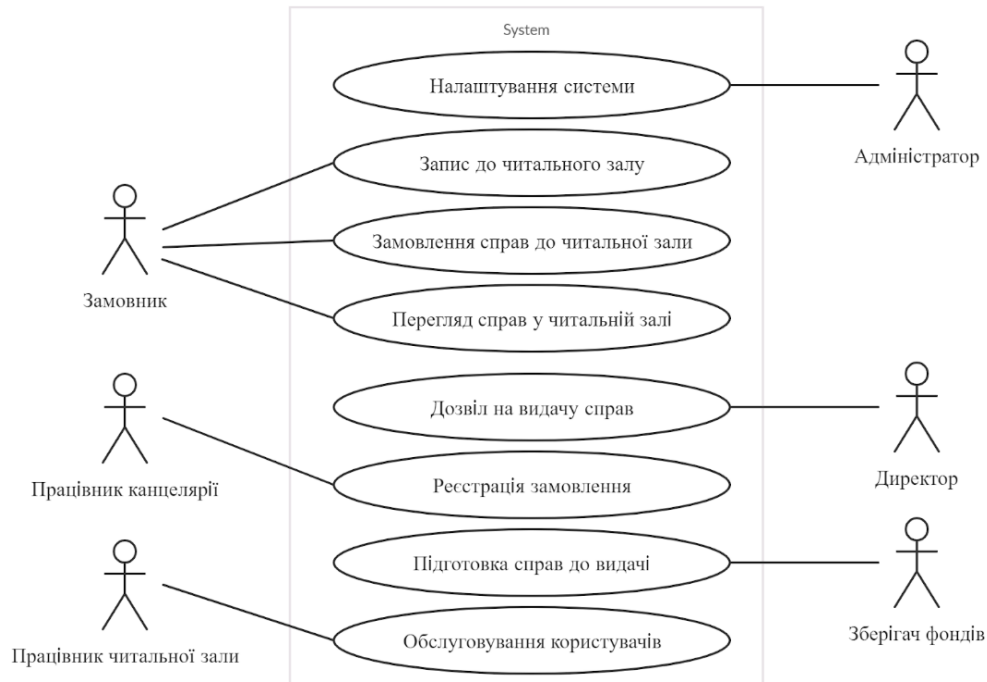 System
Налаштування системи
Адміністратор
Запис до читального залу
Замовлення справ до читальної зали
Замовник
Перегляд справ у читальній залі
Дозвіл на видачу справ
Директор
Працівник канцелярії
Реєстрація замовлення
Підготовка справ до видачі
Зберігач фондів
Обслуговування користувачів
Працівник читальної зали